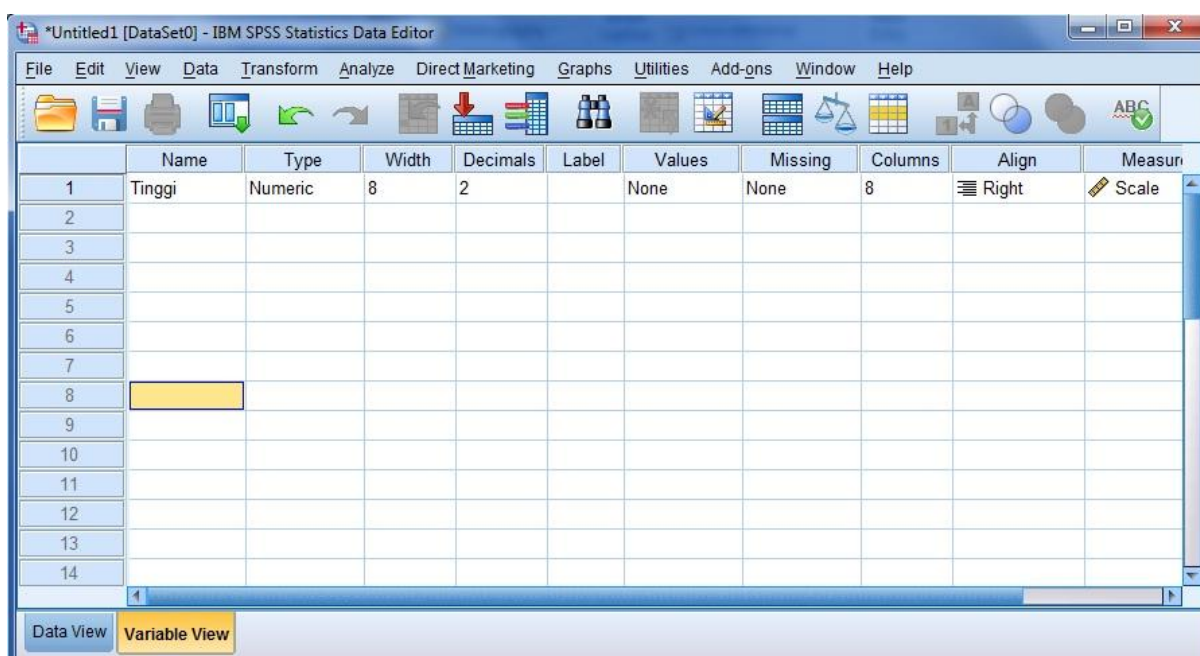 *Untitled1 [DataSet0] - IBM SPSS Statistics Data Editor
File Edit View Data Transform Analyze Direct Marketing Graphs Utilities Add-ons Window Help
A
1
ABC
Name Type Width Decimals Label Values Missing Columns Align Measure
1 Tinggi Numeric 8 2 None None 8 Right Scale
2
3
4
5
6
7
8
9
10
11
12
13
14
Data View Variable View